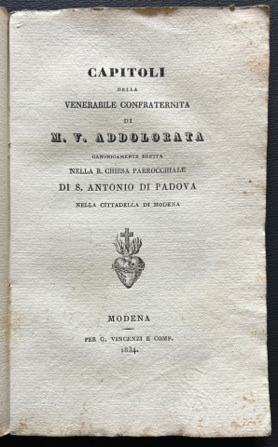 CAPITOLI
DELLA
VENERABILE CONFRATERNITA
DI
M. V. ADDOLORATA
CANONICAMENTE ERETTA
NELLA R. CHIESA PARROCCHIALE
DI S. ANTONIO DI PADOVA
NELLA CITTADELLA DI MODENA
MODENA
PER G. VINCENZI E COMP.
1834.